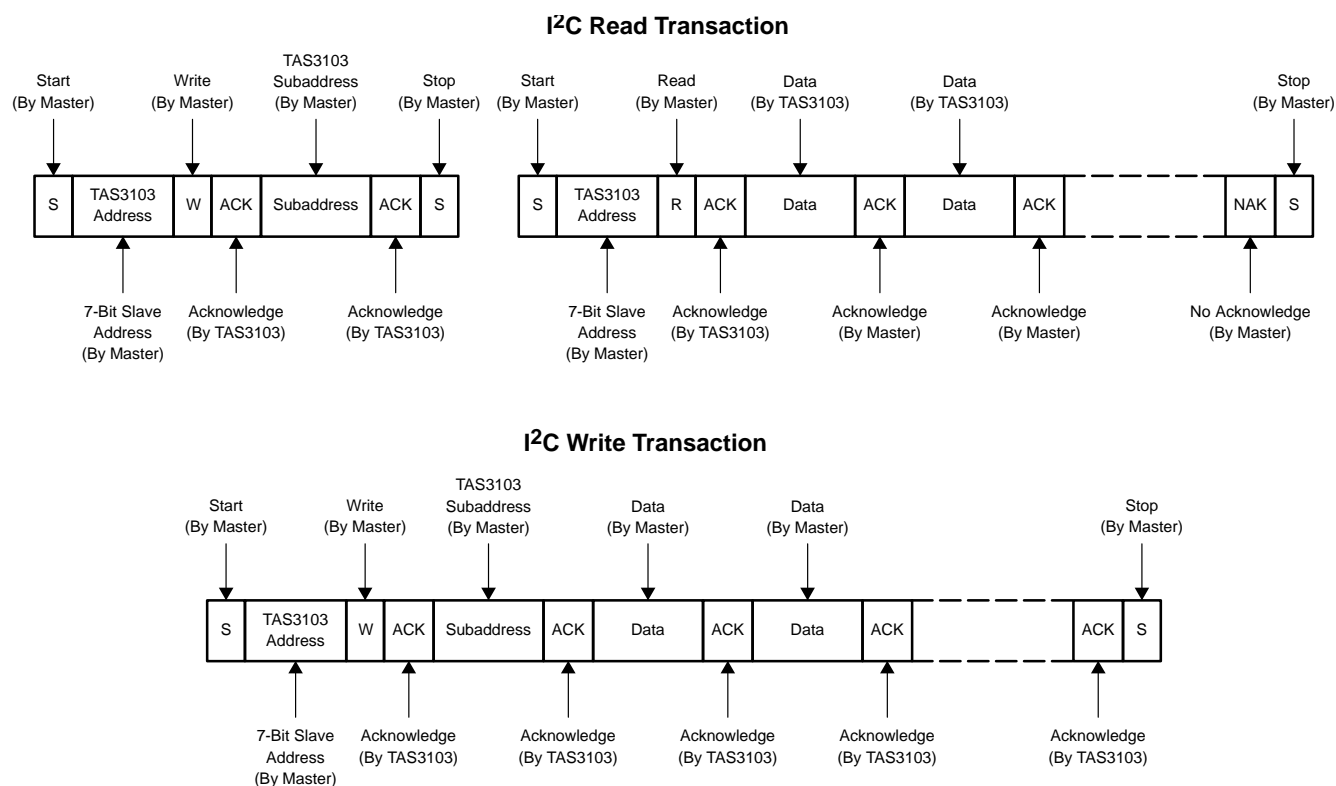 I2C Read Transaction
TAS3103
Start Write Subaddress Stop Start Read Data Data Stop
(By Master) (By Master) (By Master) (By Master) (By Master) (By Master) (By TAS3103) (By TAS3103) (By Master)
S TAS3103 W ACK Subaddress ACK S S TAS3103 R ACK Data ACK Data ACK NAK S
Address Address
7-Bit Slave Acknowledge Acknowledge 7-Bit Slave Acknowledge Acknowledge Acknowledge No Acknowledge
Address (By TAS3103) (By TAS3103) Address (By TAS3103) (By Master) (By Master) (By Master)
(By Master) (By Master)
I2C Write Transaction
TAS3103
Start Write Subaddress Data Data Stop
(By Master) (By Master) (By Master) (By Master) (By Master) (By Master)
S TAS3103 W ACK Subaddress ACK Data ACK Data ACK ACK S
Address
7-Bit Slave Acknowledge Acknowledge Acknowledge Acknowledge Acknowledge
Address (By TAS3103) (By TAS3103) (By TAS3103) (By TAS3103) (By TAS3103)
(By Master)